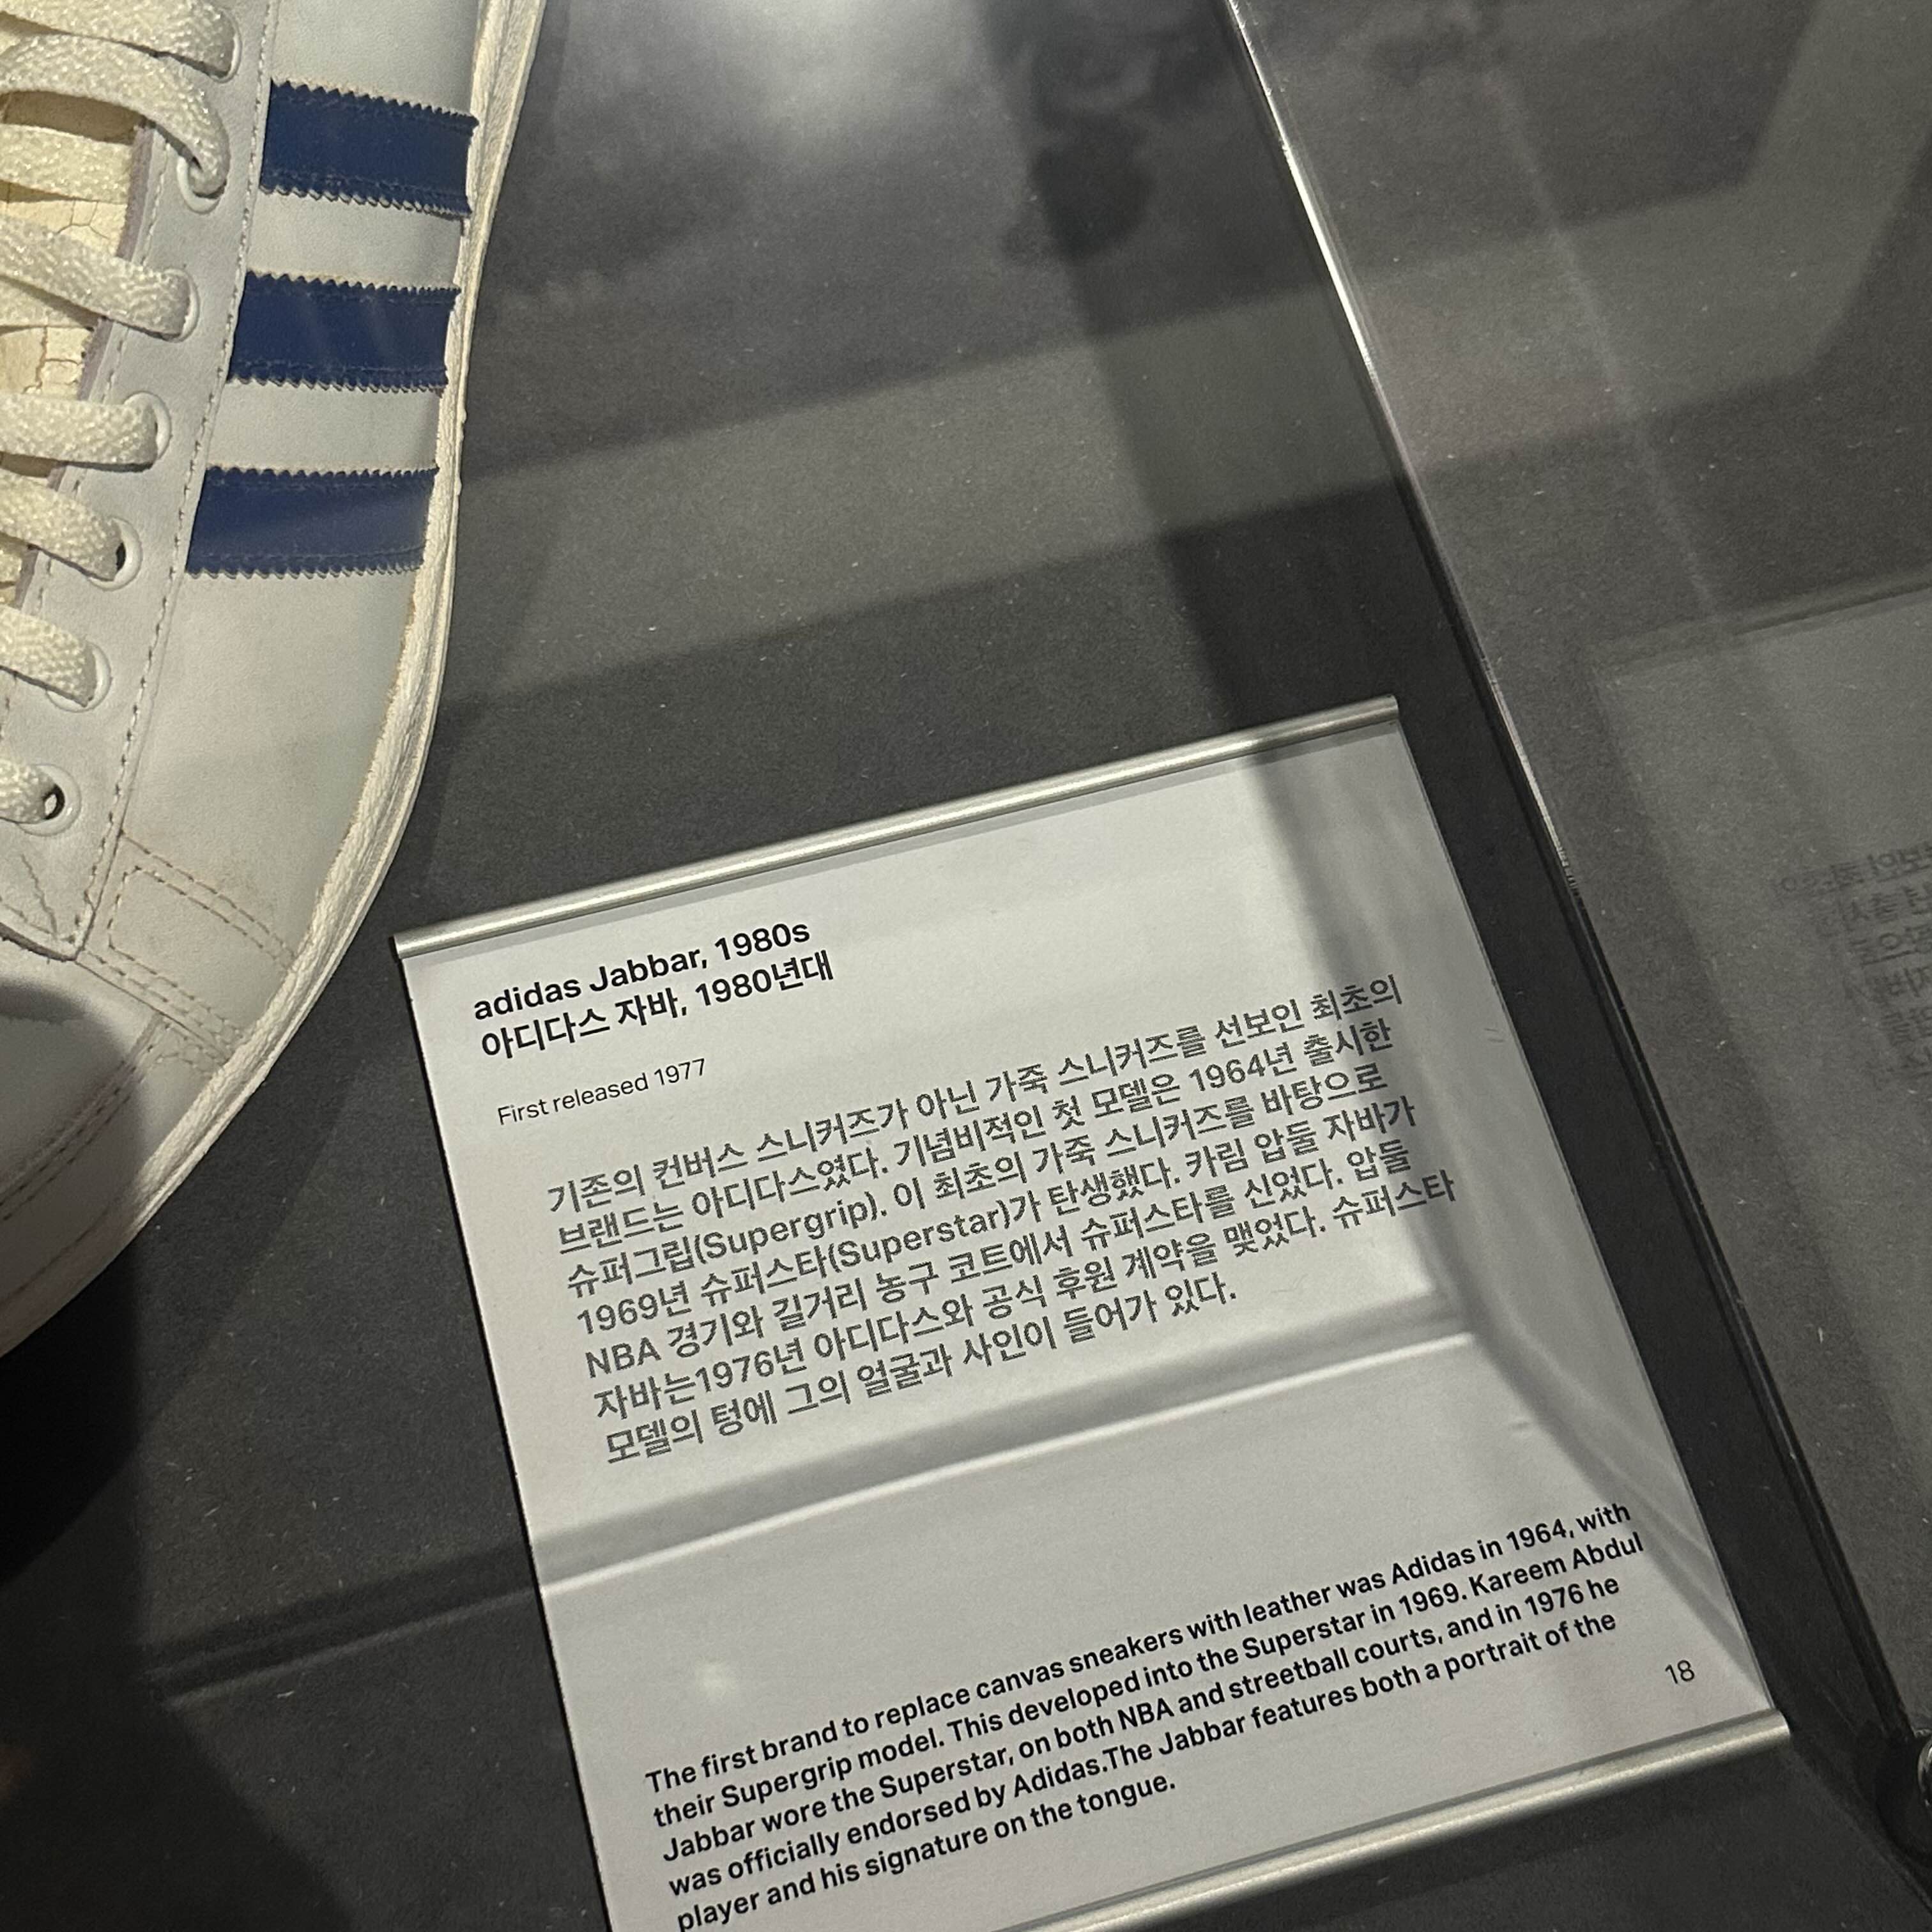 adidas Jabbar, 1980s
아디다스 자바, 1980년대
First released 1977
기존의 컨버스 스니커즈가 아닌 가죽 스니커즈를 선보인 최초의
브랜드는 아디다스였다. 기념비적인 첫 모델은 1964년 출시한
슈퍼그립(Supergrip). 이 최초의 가죽 스니커즈를 바탕으로
1969년 슈퍼스타(Superstar)가 탄생했다. 카림 압둘 자바가
NBA 경기와 길거리 농구 코트에서 슈퍼스타를 신었다. 압둘
자바는1976년 아디다스와 공식 후원 계약을 맺었다. 슈퍼스타
모델의 텅에 그의 얼굴과 사인이 들어가 있다.
The first brand to replace canvas sneakers with leather was Adidas in 1964, with
their Supergrip model. This developed into the Superstar in 1969. Kareem Abdul
Jabbar wore the Superstar, on both NBA and streetball courts, and in 1976 he
was officially endorsed by Adidas.The Jabbar features both a portrait of the
player and his signature on the tongue.
18